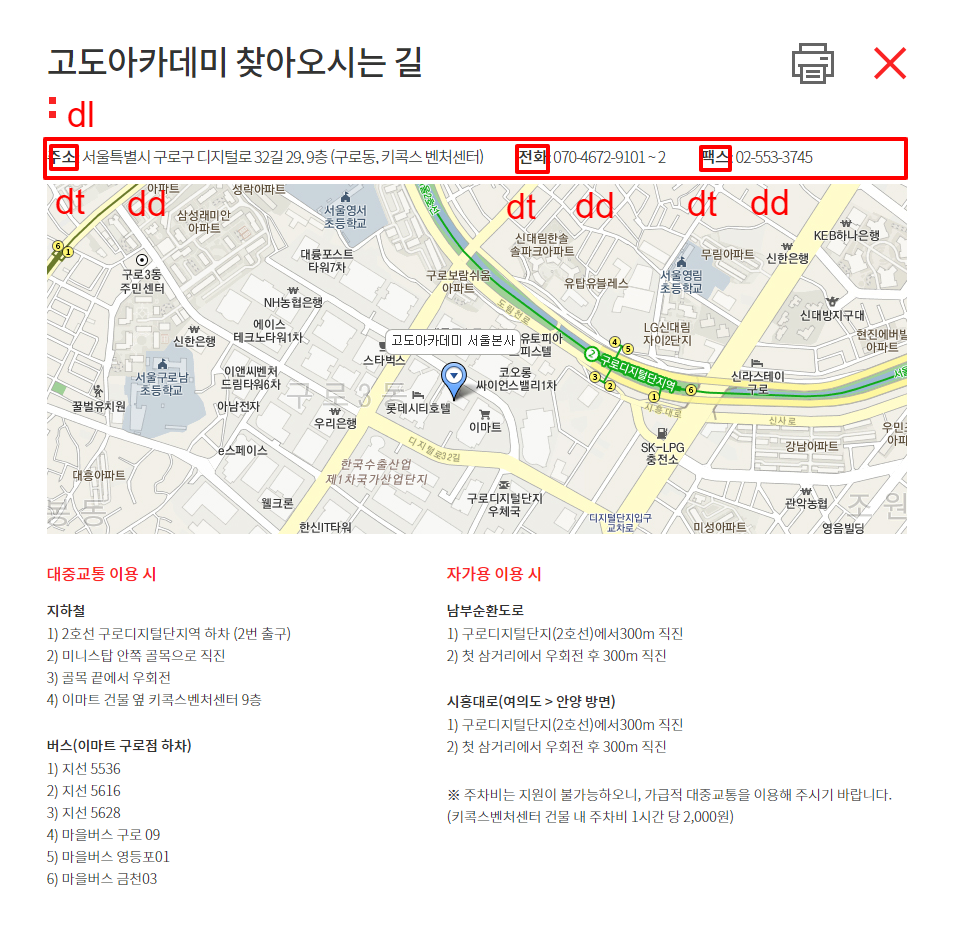 고도아카데미 찾아오시는 길
dl
주소 서울특별시 구로구 디지털로 32길 29, 9층 (구로동, 키콕스 벤처센터) 전화: 070-4672-9101 ~ 2 팩스: 02-553-3745
dt dd dt dd dt dd
아파트
성락아파트
삼성래미안
아파트
서울영서
초등학교
2호선
신대림한솔
솔파크아파트
KEB하나은행
신한은행
무림아파트
6
1
구로3동
주민센터
대륭포스트
타워7차
구로보람쉬움
아파트
유탑유블레스
서울영림
초등학교
NH농협은행
도림천로
신대방지구대
신한은행
에이스
테크노타워1차
고도아카데미 서울본사
유토피아
피스텔
LG신대림
자이2단지
현진에버빌
아파트
스타벅스
4
5
2 구로디지털단지역
서울구로남
초등학교
이앤씨벤처
드림타워6차
구로3동
코오롱
싸이언스밸리1차
3
2
1
6
신라스테이
구로
꿀벌유치원
아남전자
우리은행
롯데시티호텔
이마트
시흥대로
신사로
e스페이스
디지털로32길
SK-LPG
충전소
강남아파트
대흥아파트
한국수출산업
제1차국가산업단지
웰크론
구로디지털단지
우체국
관악농협
조원
한신IT타워
디지털단지입구
교차로
미성아파트
영음빌딩
대중교통 이용 시
지하철
1) 2호선 구로디지털단지역 하차 (2번 출구)
2) 미니스탑 안쪽 골목으로 직진
3) 골목 끝에서 우회전
4) 이마트 건물 옆 키콕스벤처센터 9층
버스(이마트 구로점 하차)
1) 지선 5536
2) 지선 5616
3) 지선 5628
4) 마을버스 구로 09
5) 마을버스 영등포01
6) 마을버스 금천03
자가용 이용 시
남부순환도로
1) 구로디지털단지(2호선)에서300m 직진
2) 첫 삼거리에서 우회전 후 300m 직진
시흥대로(여의도 > 안양 방면)
1) 구로디지털단지(2호선)에서300m 직진
2) 첫 삼거리에서 우회전 후 300m 직진
※ 주차비는 지원이 불가능하오니, 가급적 대중교통을 이용해 주시기 바랍니다.
(키콕스벤처센터 건물 내 주차비 1시간 당 2,000원)